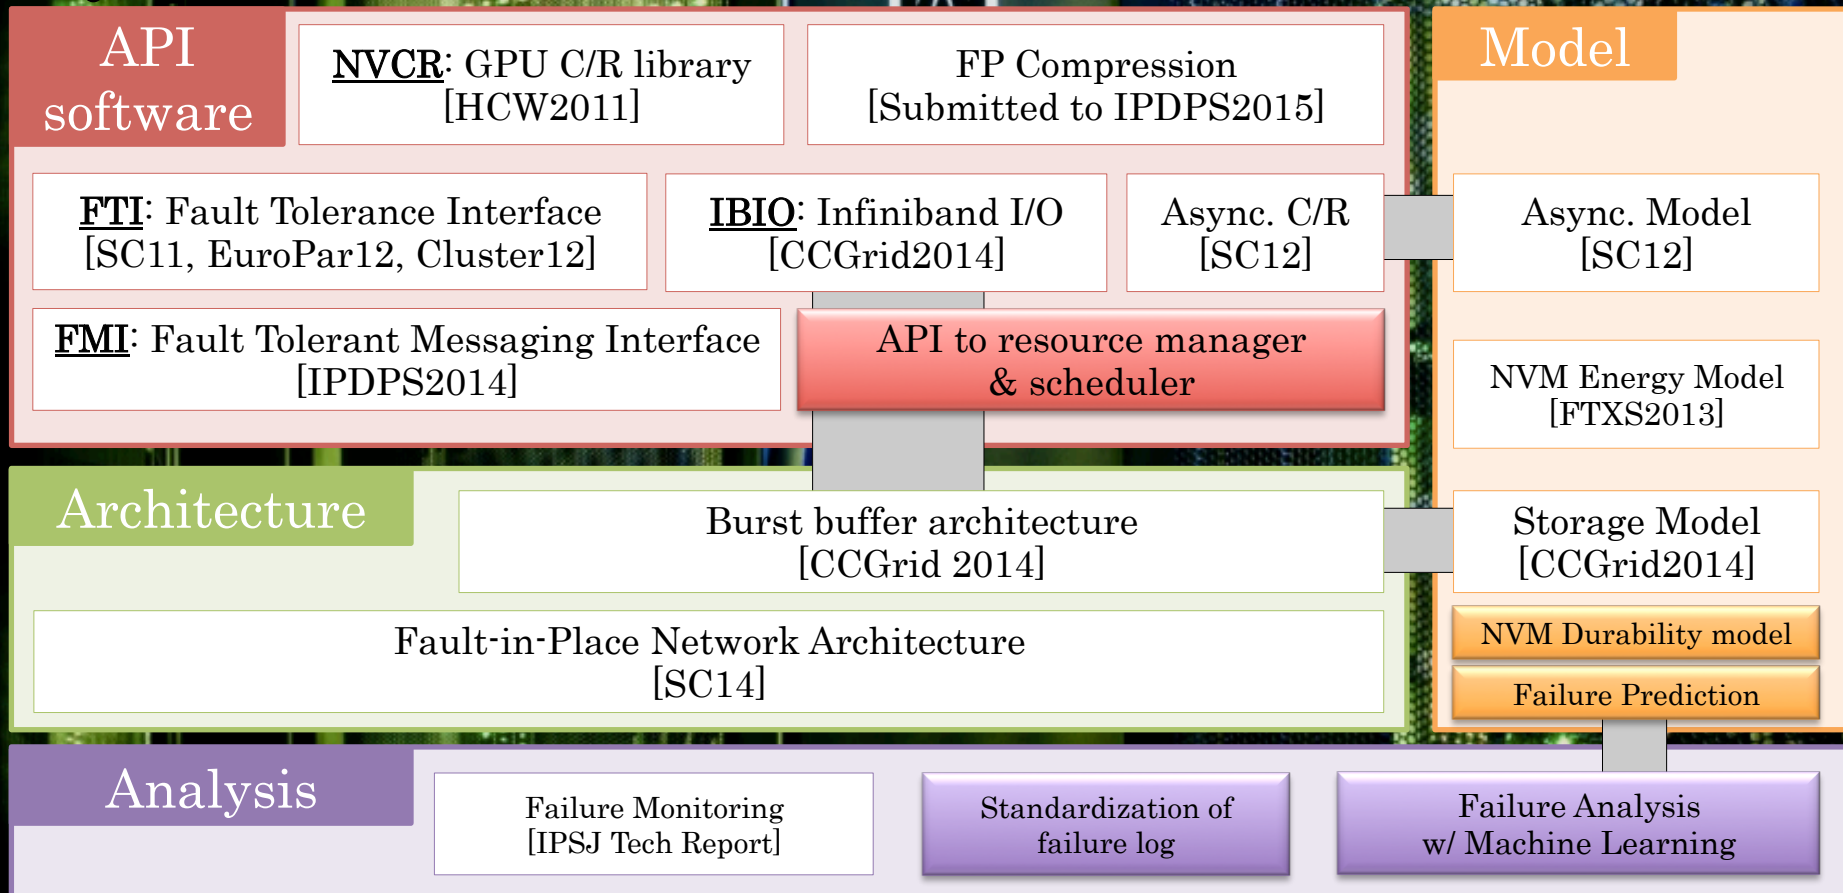 API
software
NVCR: GPU C/R library
[HCW2011]
FP Compression
[Submitted to IPDPS2015]
FTI: Fault Tolerance Interface
[SC11, EuroPar12, Cluster12]
IBIO: Infiniband I/O
[CCGrid2014]
Async. C/R
[SC12]
FMI: Fault Tolerant Messaging Interface
[IPDPS2014]
API to resource manager
& scheduler
Model
Async. Model
[SC12]
NVM Energy Model
[FTXS2013]
Storage Model
[CCGrid2014]
NVM Durability model
Failure Prediction
Architecture
Burst buffer architecture
[CCGrid 2014]
Fault-in-Place Network Architecture
[SC14]
Analysis
Failure Monitoring
[IPSJ Tech Report]
Standardization of
failure log
Failure Analysis
w/ Machine Learning